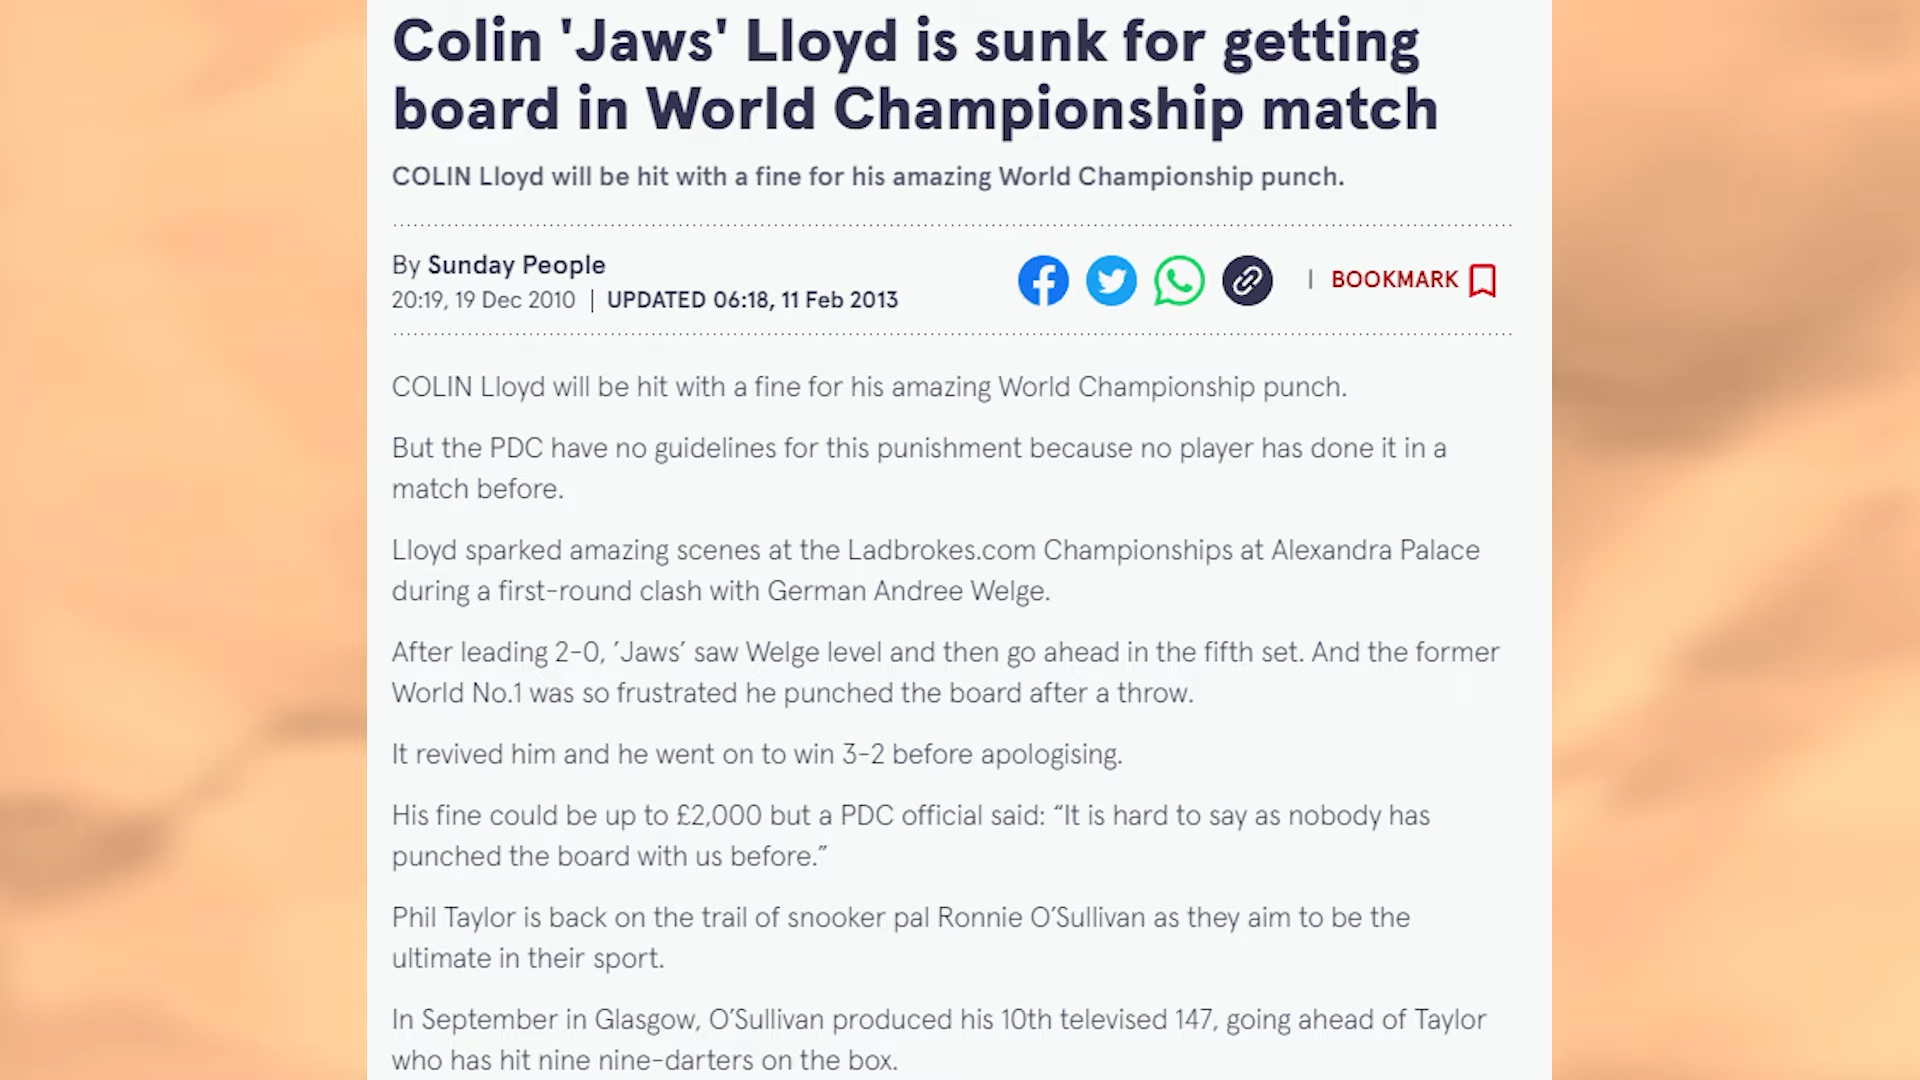 Colin 'Jaws' Lloyd is sunk for getting
board in World Championship match
COLIN Lloyd will be hit with a fine for his amazing World Championship punch.
By Sunday People
20:19, 19 Dec 2010 | UPDATED 06:18, 11 Feb 2013
| BOOKMARK
COLIN Lloyd will be hit with a fine for his amazing World Championship punch.
But the PDC have no guidelines for this punishment because no player has done it in a
match before.
Lloyd sparked amazing scenes at the Ladbrokes.com Championships at Alexandra Palace
during a first-round clash with German Andree Welge.
After leading 2-0, ‘Jaws’ saw Welge level and then go ahead in the fifth set. And the former
World No.1 was so frustrated he punched the board after a throw.
It revived him and he went on to win 3-2 before apologising.
His fine could be up to £2,000 but a PDC official said: “It is hard to say as nobody has
punched the board with us before.”
Phil Taylor is back on the trail of snooker pal Ronnie O’Sullivan as they aim to be the
ultimate in their sport.
In September in Glasgow, O’Sullivan produced his 10th televised 147, going ahead of Taylor
who has hit nine nine-darters on the box.